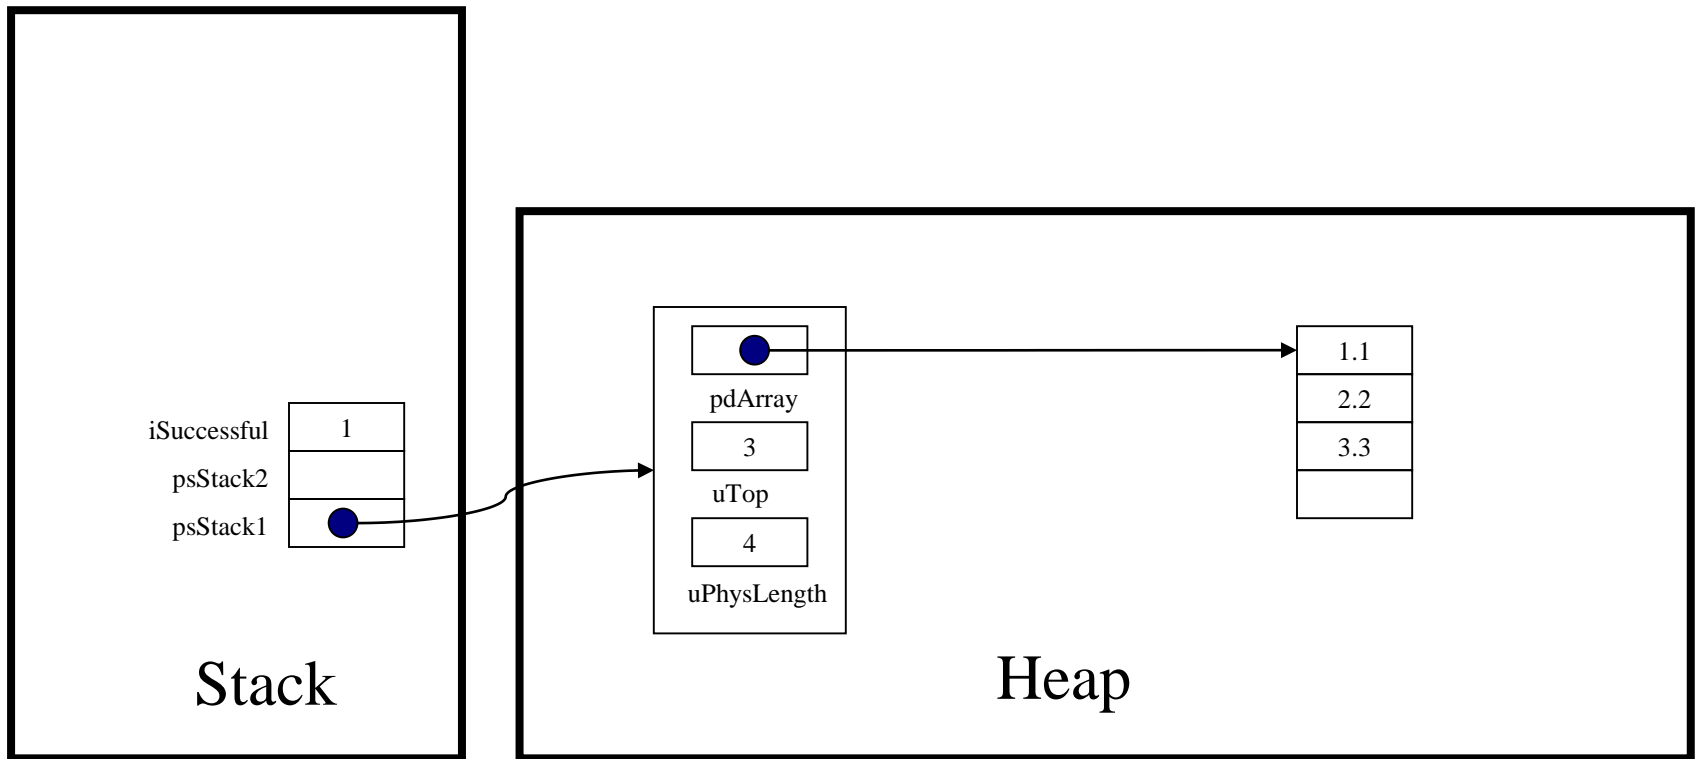 iSuccessful 1
psStack2
psStack1
Stack
pdArray
3
uTop
4
uPhysLength
1.1
2.2
3.3
Heap